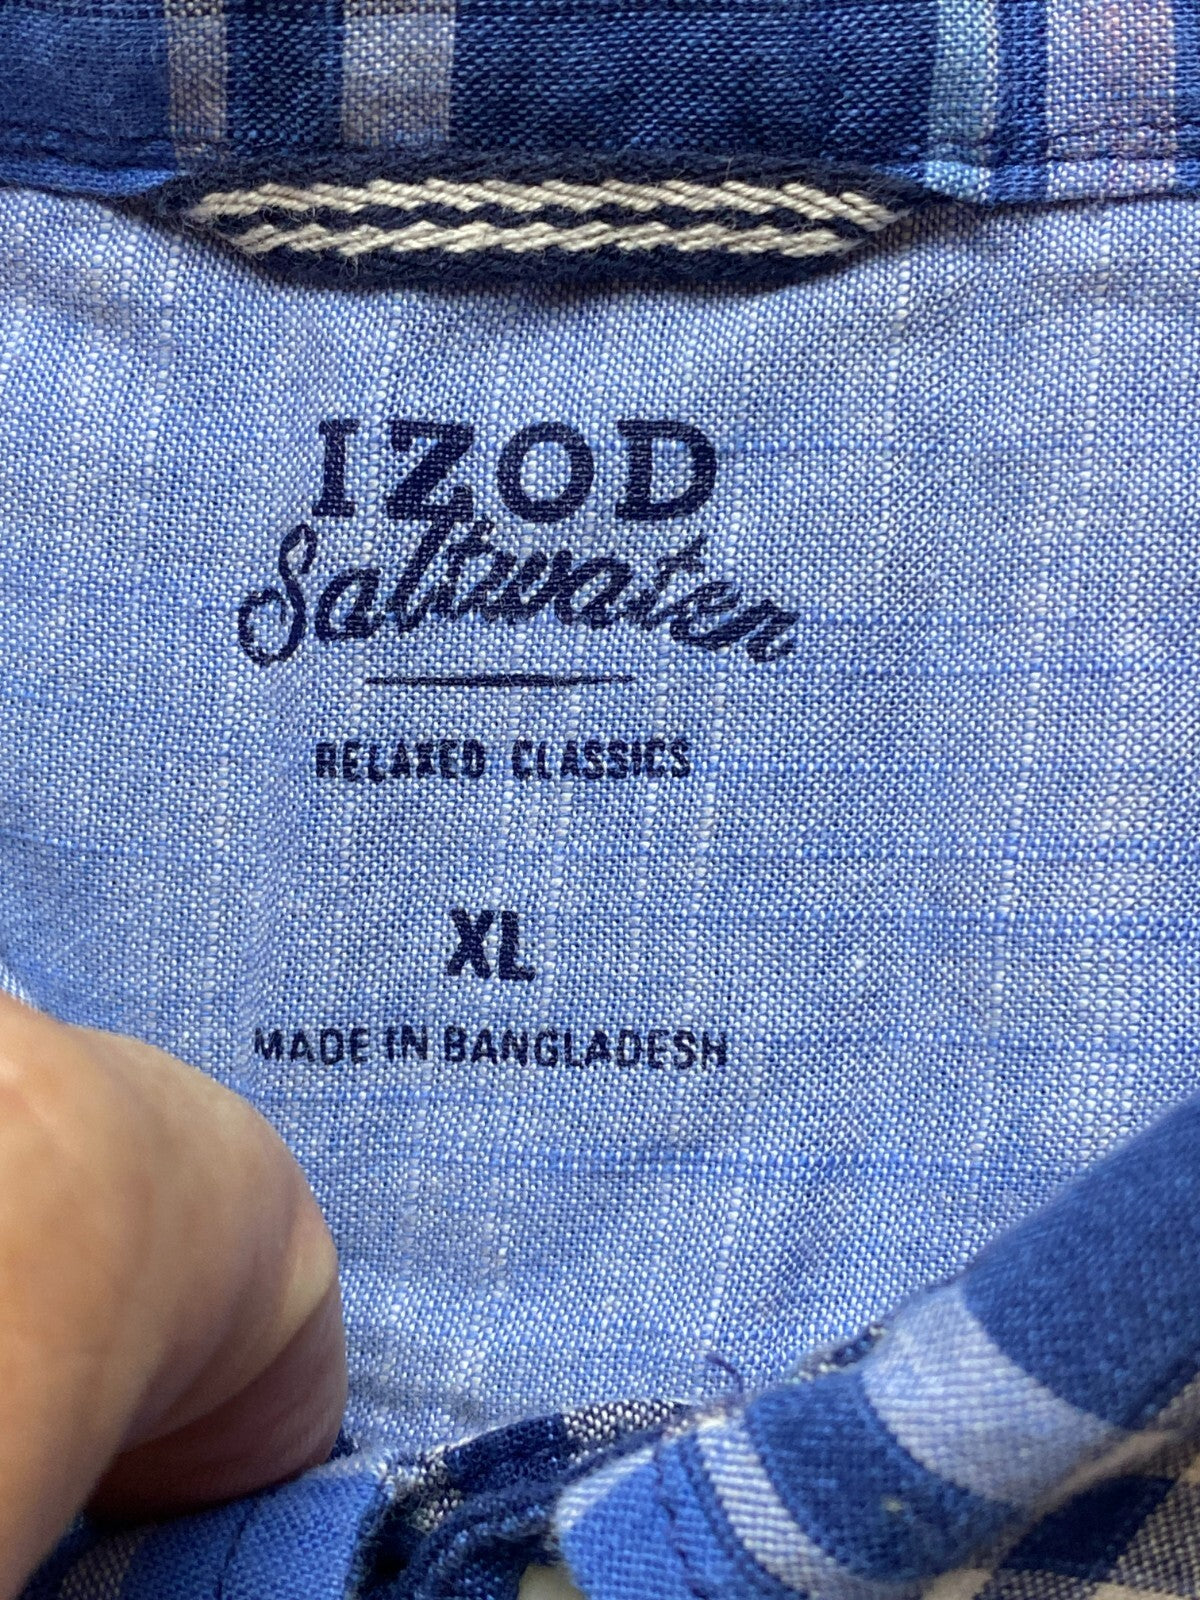 IZOD
Saltwater
RELAXED CLASSICS
XL
MADE IN BANGLADESH